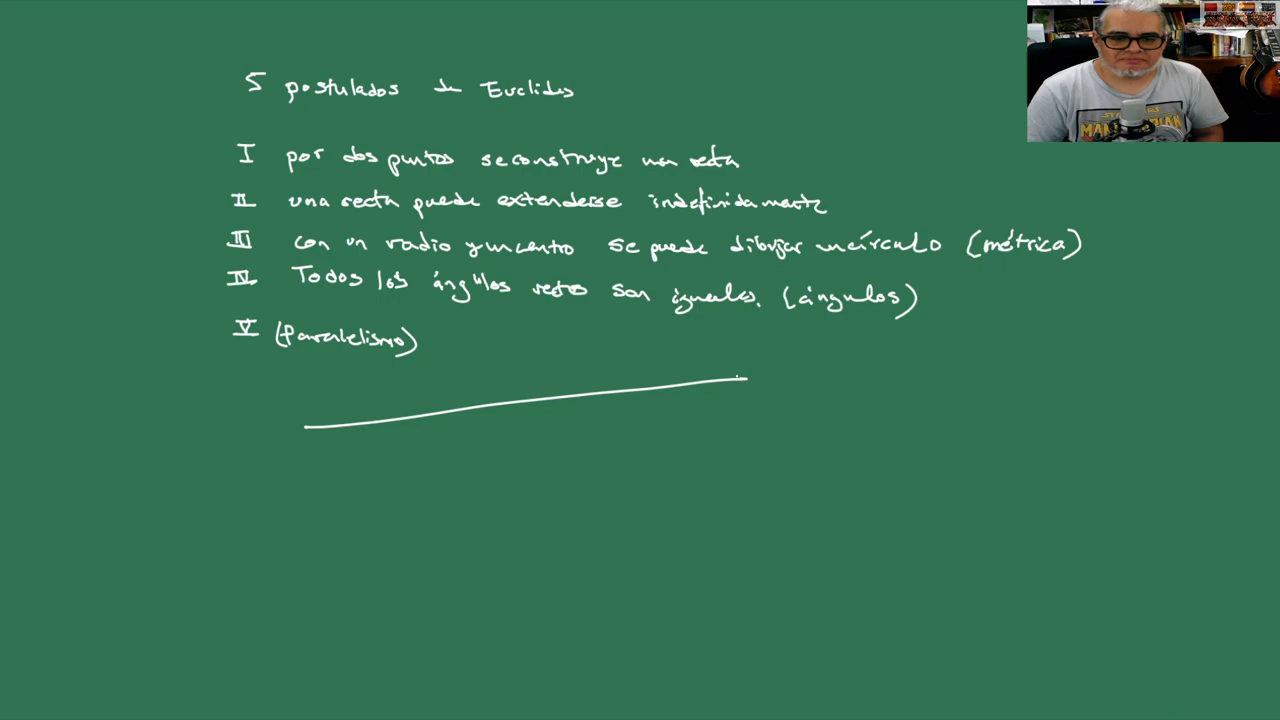 5 postulados de Euclides
I por dos puntos se construye una recta
II una recta puede extenderse indefinidamente
III con un radio y un centro se puede dibujar un círculo (métrica)
IV Todos los ángulos rectos son iguales. (ángulos)
V (paralelismo)